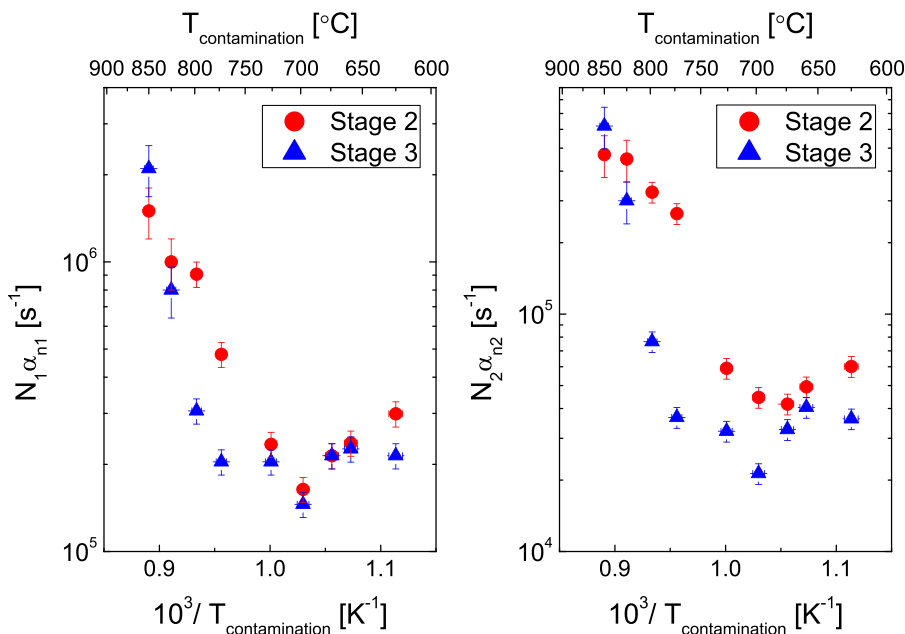 T_contamination [°C]
900 850 800 750 700 650 600
Stage 2
Stage 3
10^6
10^5
N_1α_n1 [s^-1]
0.9 1.0 1.1
10^3/ T_contamination [K^-1]
T_contamination [°C]
900 850 800 750 700 650 600
Stage 2
Stage 3
10^5
10^4
N_2α_n2 [s^-1]
0.9 1.0 1.1
10^3/ T_contamination [K^-1]